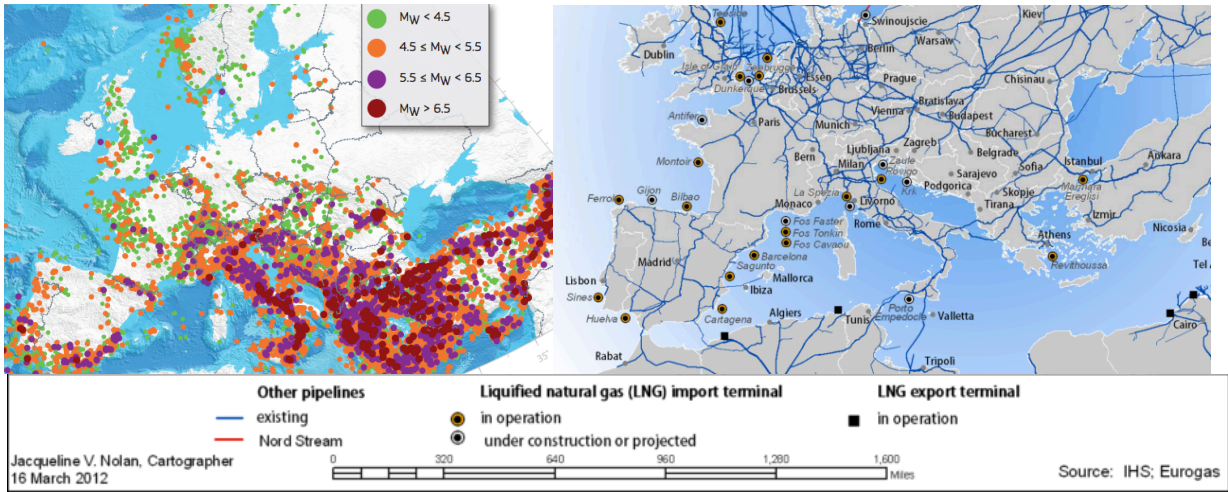 Mw < 4.5
4.5 ≤ Mw < 5.5
5.5 ≤ Mw < 6.5
Mw > 6.5
35°
Teeside
Swinoujscie
Kiev
Dublin
Warsaw
Berlin
Isle of Grain
Zeebrugge
Essen
Dunkerque
Brussels
Prague
Chisinau
Antifer
Paris
Munich
Vienna
Bratislava
Budapest
Bucharest
Montoir
Bern
Ljubljana
Zagreb
Milan
Zaule
Rovigo
Krk
Belgrade
Sarajevo
Sofia
Istanbul
Ankara
Podgorica
Skopje
Marmara
Ereglisi
Ferrol
Gijon
Bilbao
La Spezia
Monaco
Livorno
Tirana
Izmir
Fos Faster
Fos Tonkin
Fos Cavaou
Rome
Nicosia
Athens
Revithoussa
Madrid
Barcelona
Sagunto
Mallorca
Ibiza
Lisbon
Sines
Huelva
Cartagena
Algiers
Tunis
Porto
Empedocle
Valletta
Tel A
Be
Cairo
Rabat
Tripoli
Other pipelines
existing
Nord Stream
Liquified natural gas (LNG) import terminal
in operation
under construction or projected
LNG export terminal
in operation
Jacqueline V. Nolan, Cartographer
16 March 2012
0 320 640 960 1,280 1,600
Miles
Source: IHS; Eurogas